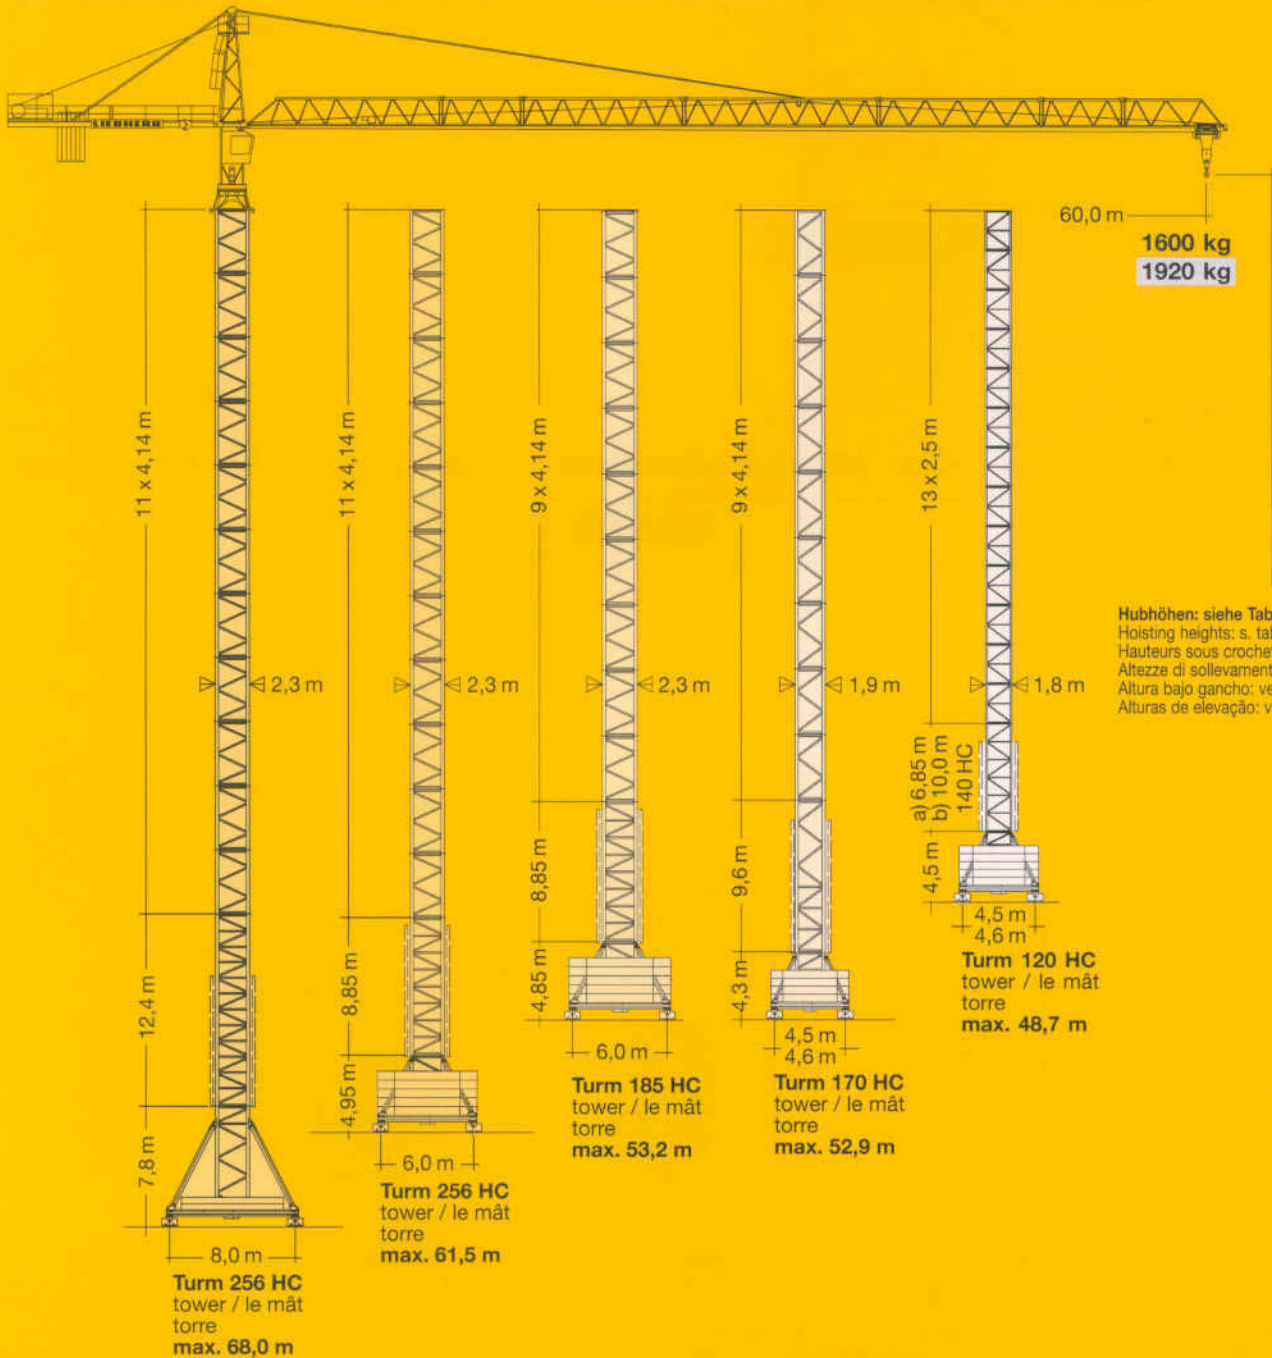 LIEBHERR
60,0 m
1600 kg
1920 kg
11 x 4,14 m
11 x 4,14 m
9 x 4,14 m
9 x 4,14 m
13 x 2,5 m
Hubhöhen: siehe Tab
Hoisting heights: s. tal
Hauteurs sous croche
Altezze di sollevament
Altura bajo gancho: ve
Alturas de elevação: v
2,3 m
2,3 m
2,3 m
1,9 m
1,8 m
a) 6,85 m
b) 10,0 m
140 HC
12,4 m
8,85 m
8,85 m
9,6 m
4,5 m
7,8 m
4,95 m
4,85 m
4,3 m
4,5 m
4,6 m
Turm 120 HC
tower / le mât
torre
max. 48,7 m
4,5 m
4,6 m
Turm 170 HC
tower / le mât
torre
max. 52,9 m
6,0 m
Turm 185 HC
tower / le mât
torre
max. 53,2 m
6,0 m
Turm 256 HC
tower / le mât
torre
max. 61,5 m
8,0 m
Turm 256 HC
tower / le mât
torre
max. 68,0 m